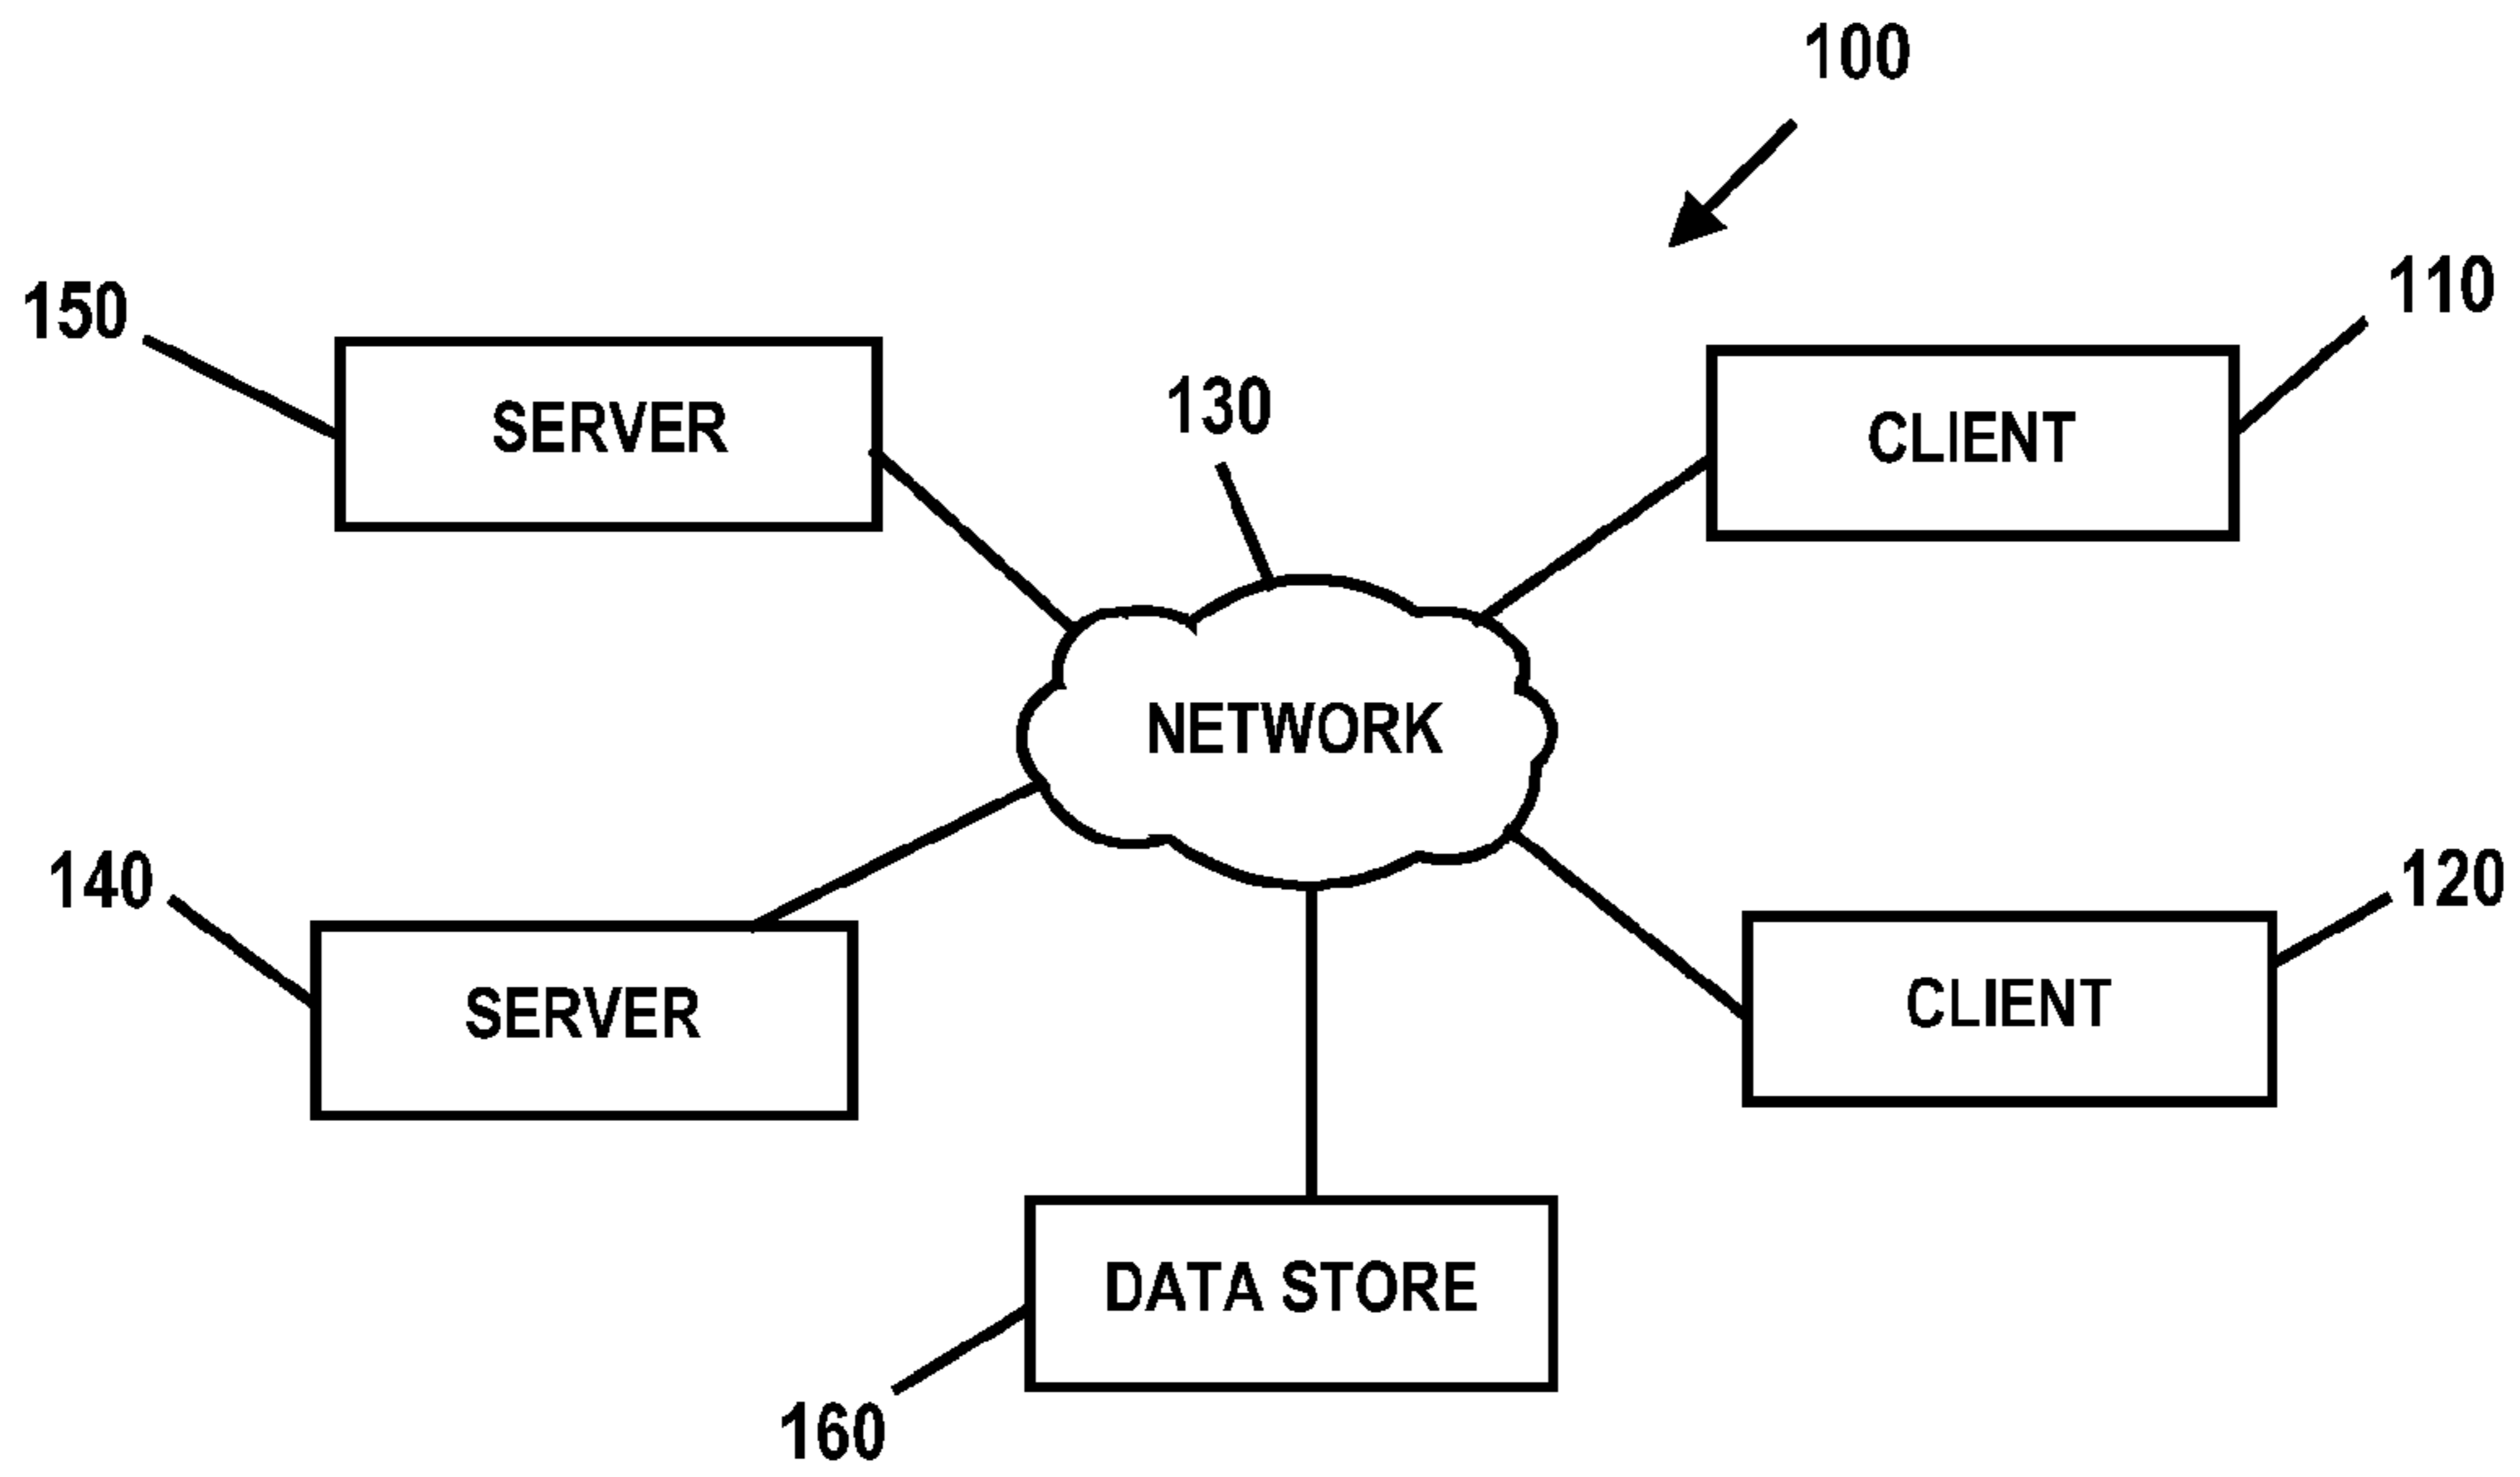 100
150
110
SERVER
130
CLIENT
NETWORK
140
120
SERVER
CLIENT
DATA STORE
160